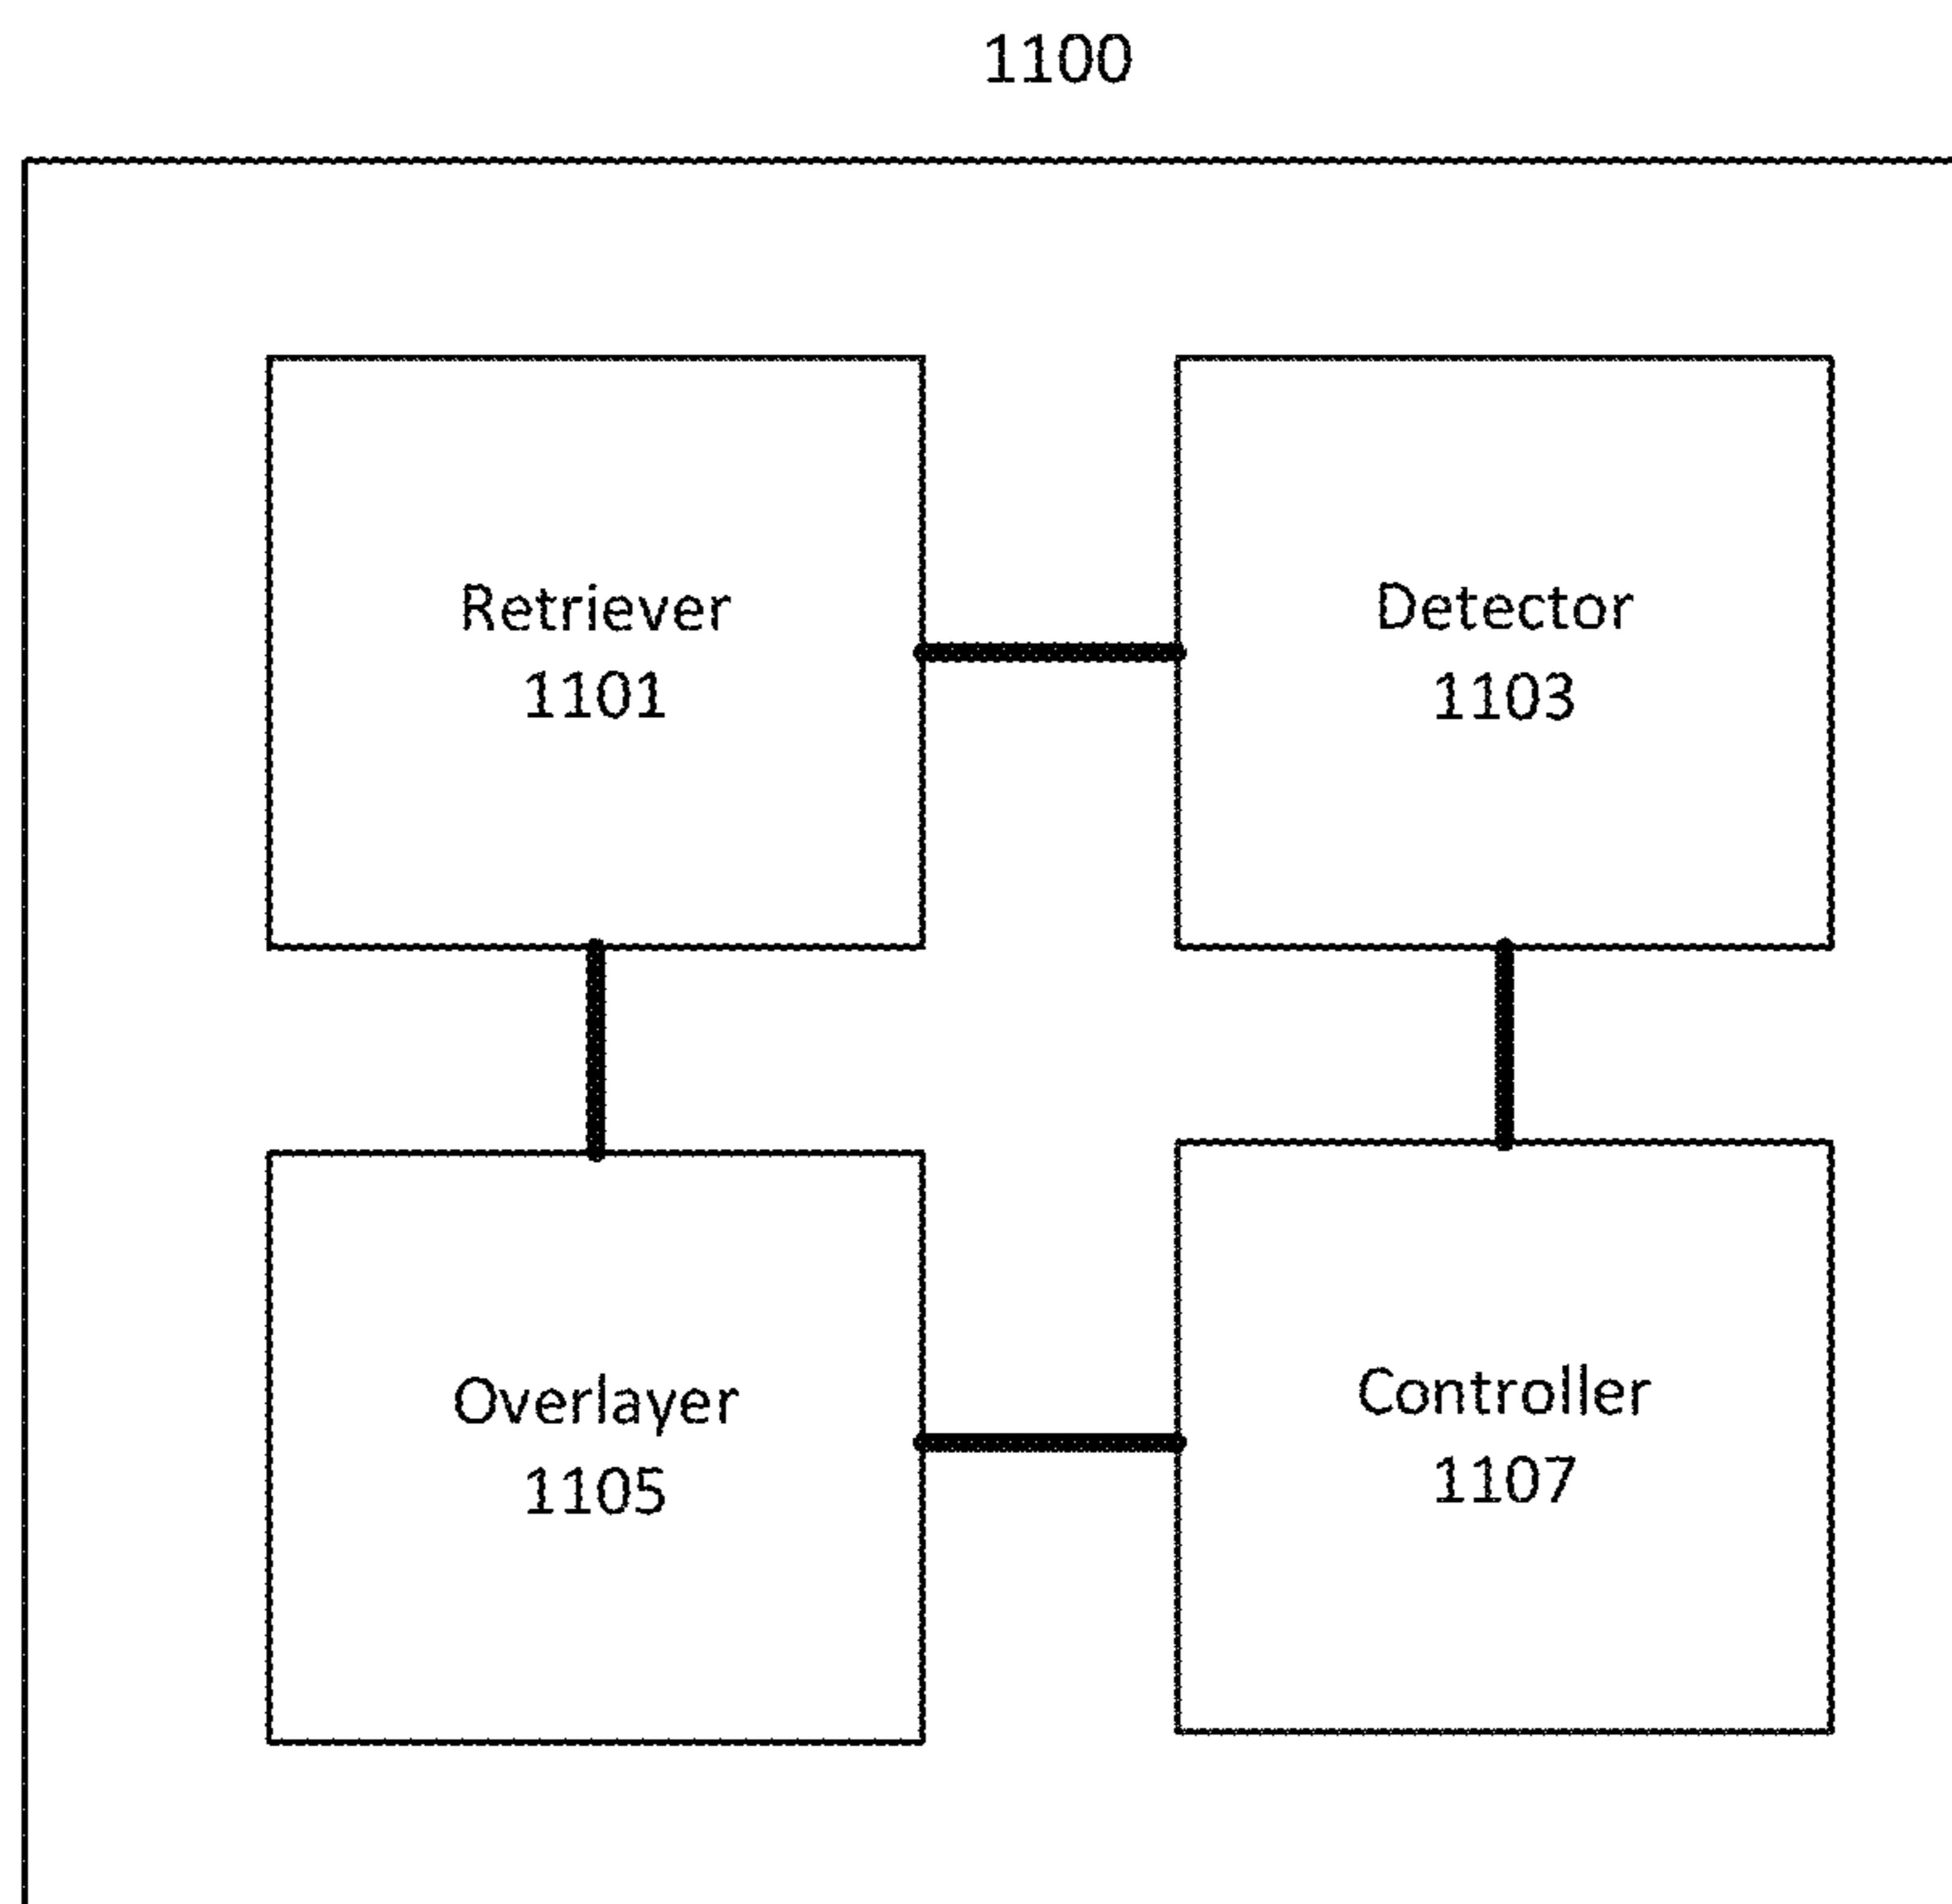 1100
Retriever
1101
Detector
1103
Overlayer
1105
Controller
1107